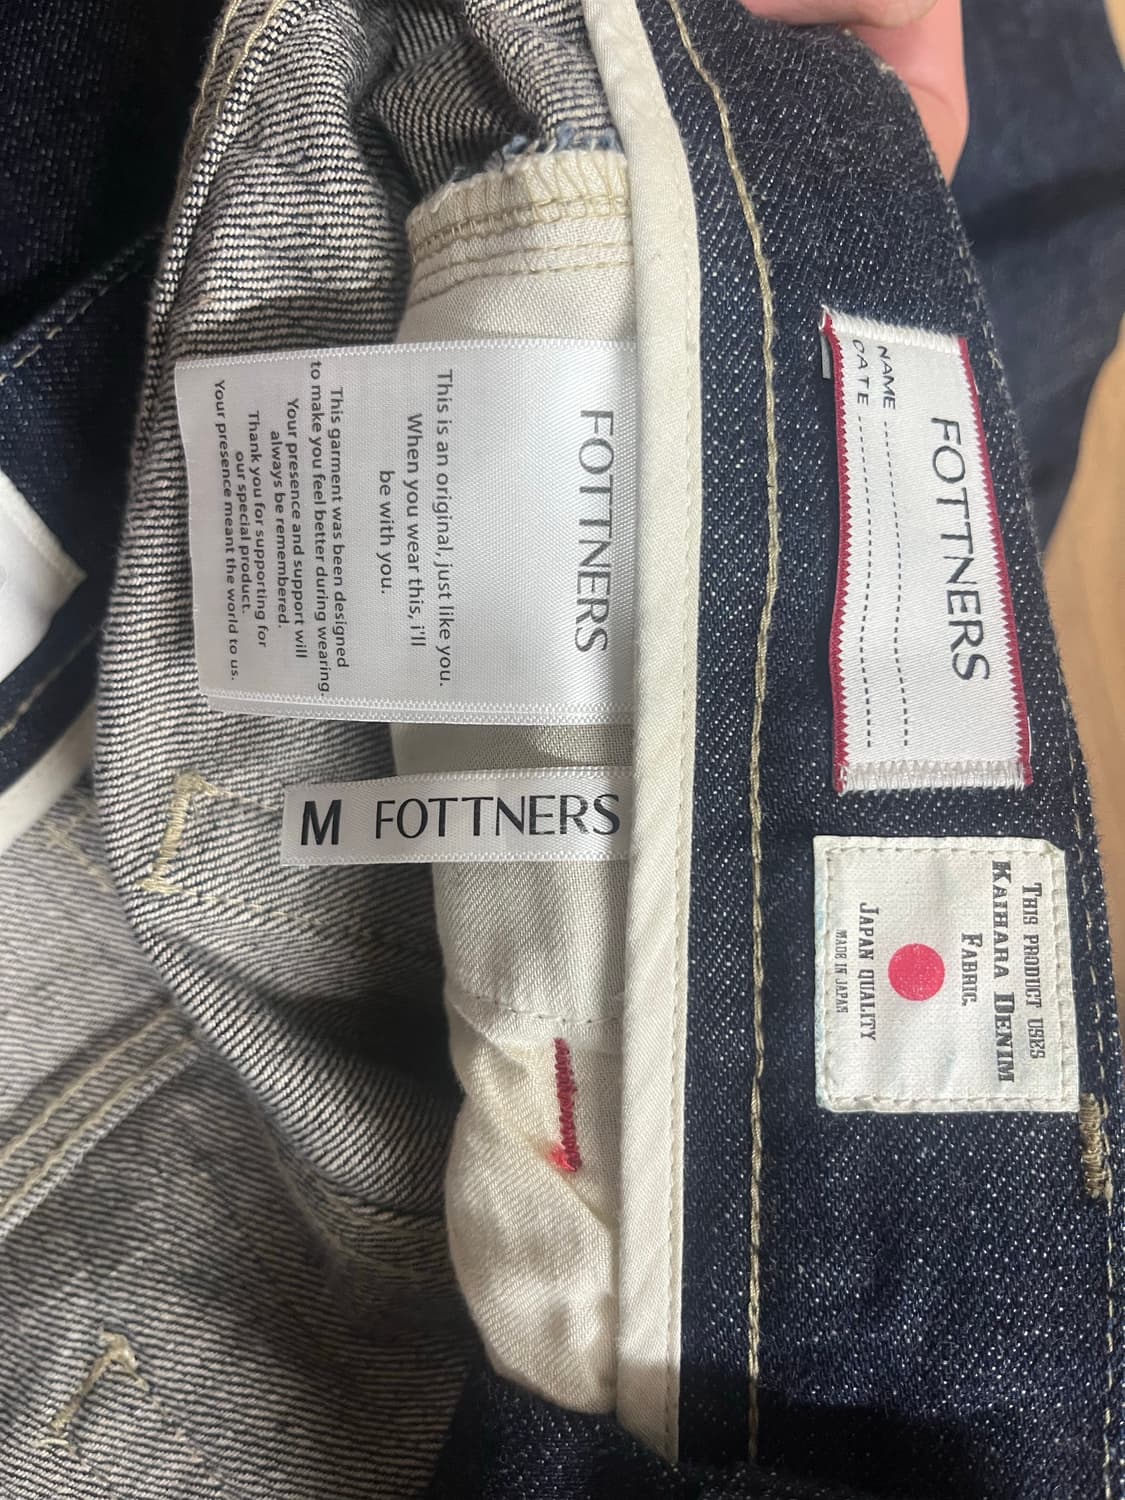 FOTTNERS
NAME
DATE
THIS PRODUCT USES
KAIHARA DENIM
FABRIC.
JAPAN QUALITY
MADE IN JAPAN
FOTTNERS
This is an original, just like you.
When you wear this, i'll
be with you.
This garment was been designed
to make you feel better during wearing.
Your presence and support will
always be remembered.
Thank you for supporting for
our special product.
Your presence meant the world to us.
M FOTTNERS